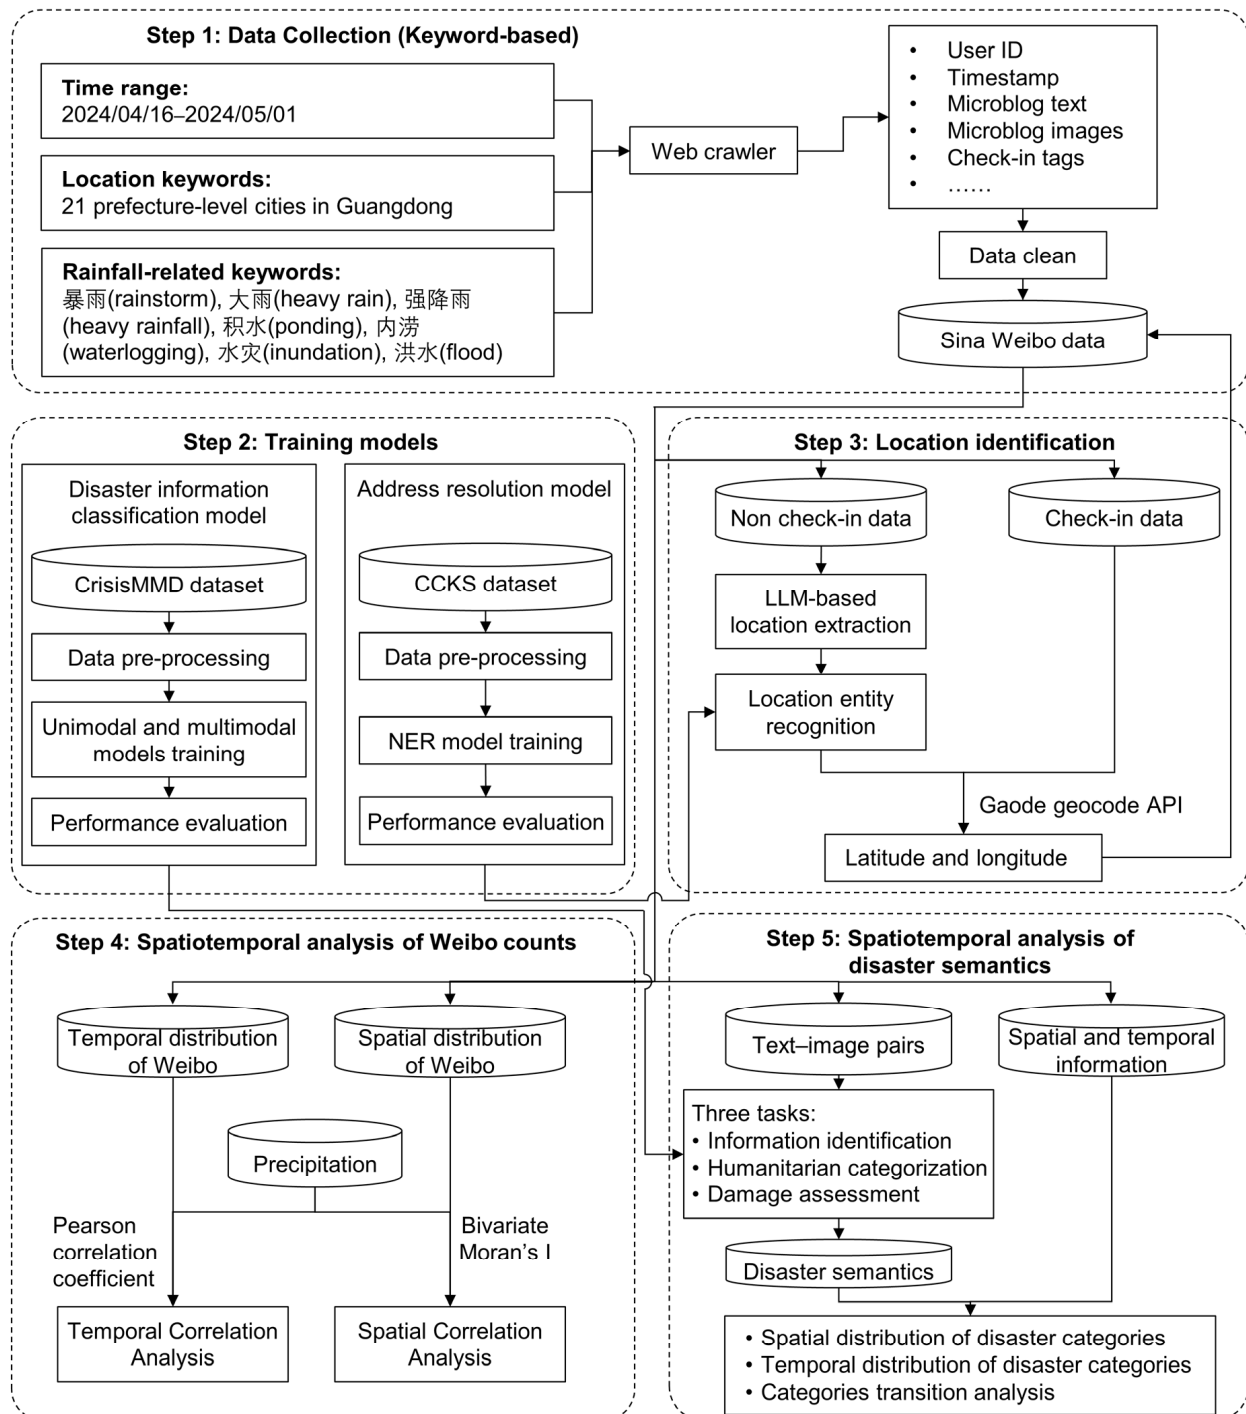 Step 1: Data Collection (Keyword-based)
Time range:
2024/04/16–2024/05/01
Location keywords:
21 prefecture-level cities in Guangdong
Rainfall-related keywords:
暴雨(rainstorm), 大雨(heavy rain), 强降雨
(heavy rainfall), 积水(ponding), 内涝
(waterlogging), 水灾(inundation), 洪水(flood)
Web crawler
• User ID
• Timestamp
• Microblog text
• Microblog images
• Check-in tags
• ……
Data clean
Sina Weibo data
Step 2: Training models
Disaster information
classification model
CrisisMMD dataset
Data pre-processing
Unimodal and multimodal
models training
Performance evaluation
Address resolution model
CCKS dataset
Data pre-processing
NER model training
Performance evaluation
Step 3: Location identification
Non check-in data
Check-in data
LLM-based
location extraction
Location entity
recognition
Gaode geocode API
Latitude and longitude
Step 4: Spatiotemporal analysis of Weibo counts
Temporal distribution
of Weibo
Spatial distribution
of Weibo
Precipitation
Pearson
correlation
coefficient
Bivariate
Moran's I
Temporal Correlation
Analysis
Spatial Correlation
Analysis
Step 5: Spatiotemporal analysis of
disaster semantics
Text–image pairs
Spatial and temporal
information
Three tasks:
• Information identification
• Humanitarian categorization
• Damage assessment
Disaster semantics
• Spatial distribution of disaster categories
• Temporal distribution of disaster categories
• Categories transition analysis